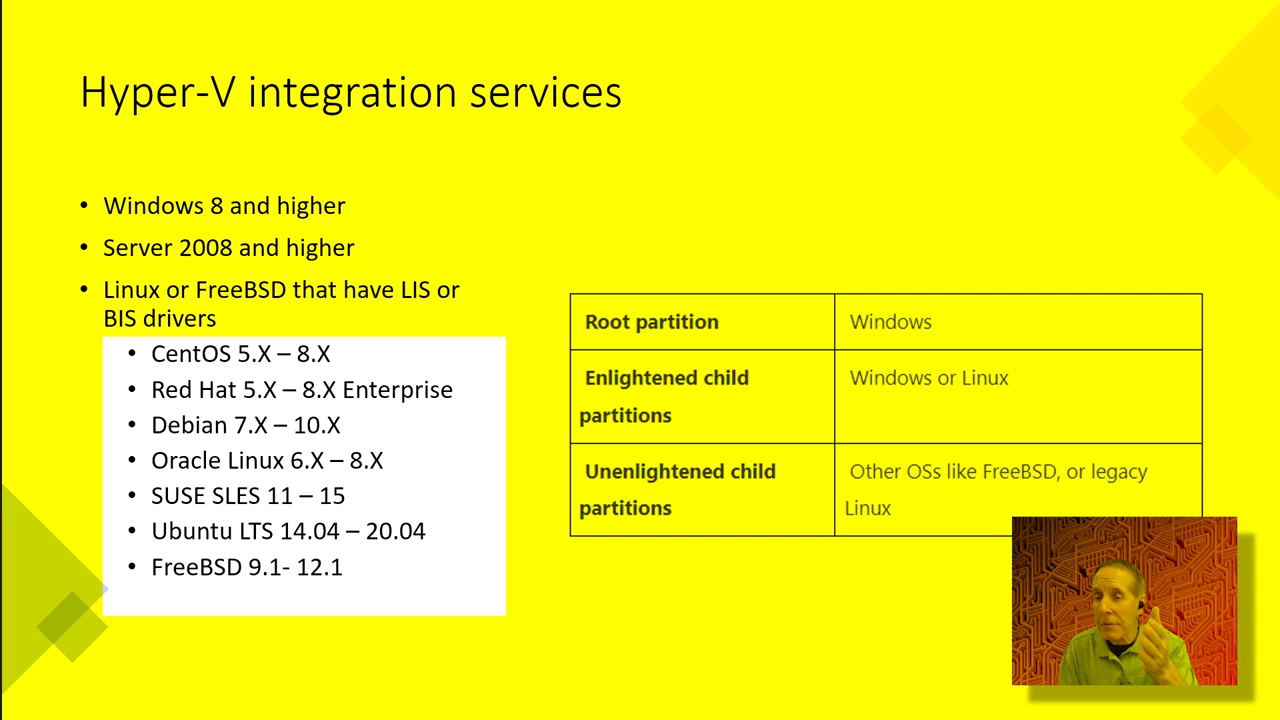 Hyper-V integration services
• Windows 8 and higher
• Server 2008 and higher
• Linux or FreeBSD that have LIS or
BIS drivers
• CentOS 5.X – 8.X
• Red Hat 5.X – 8.X Enterprise
• Debian 7.X – 10.X
• Oracle Linux 6.X – 8.X
• SUSE SLES 11 – 15
• Ubuntu LTS 14.04 – 20.04
• FreeBSD 9.1- 12.1
Root partition Windows
Enlightened child Windows or Linux
partitions
Unenlightened child Other OSs like FreeBSD, or legacy
partitions Linux